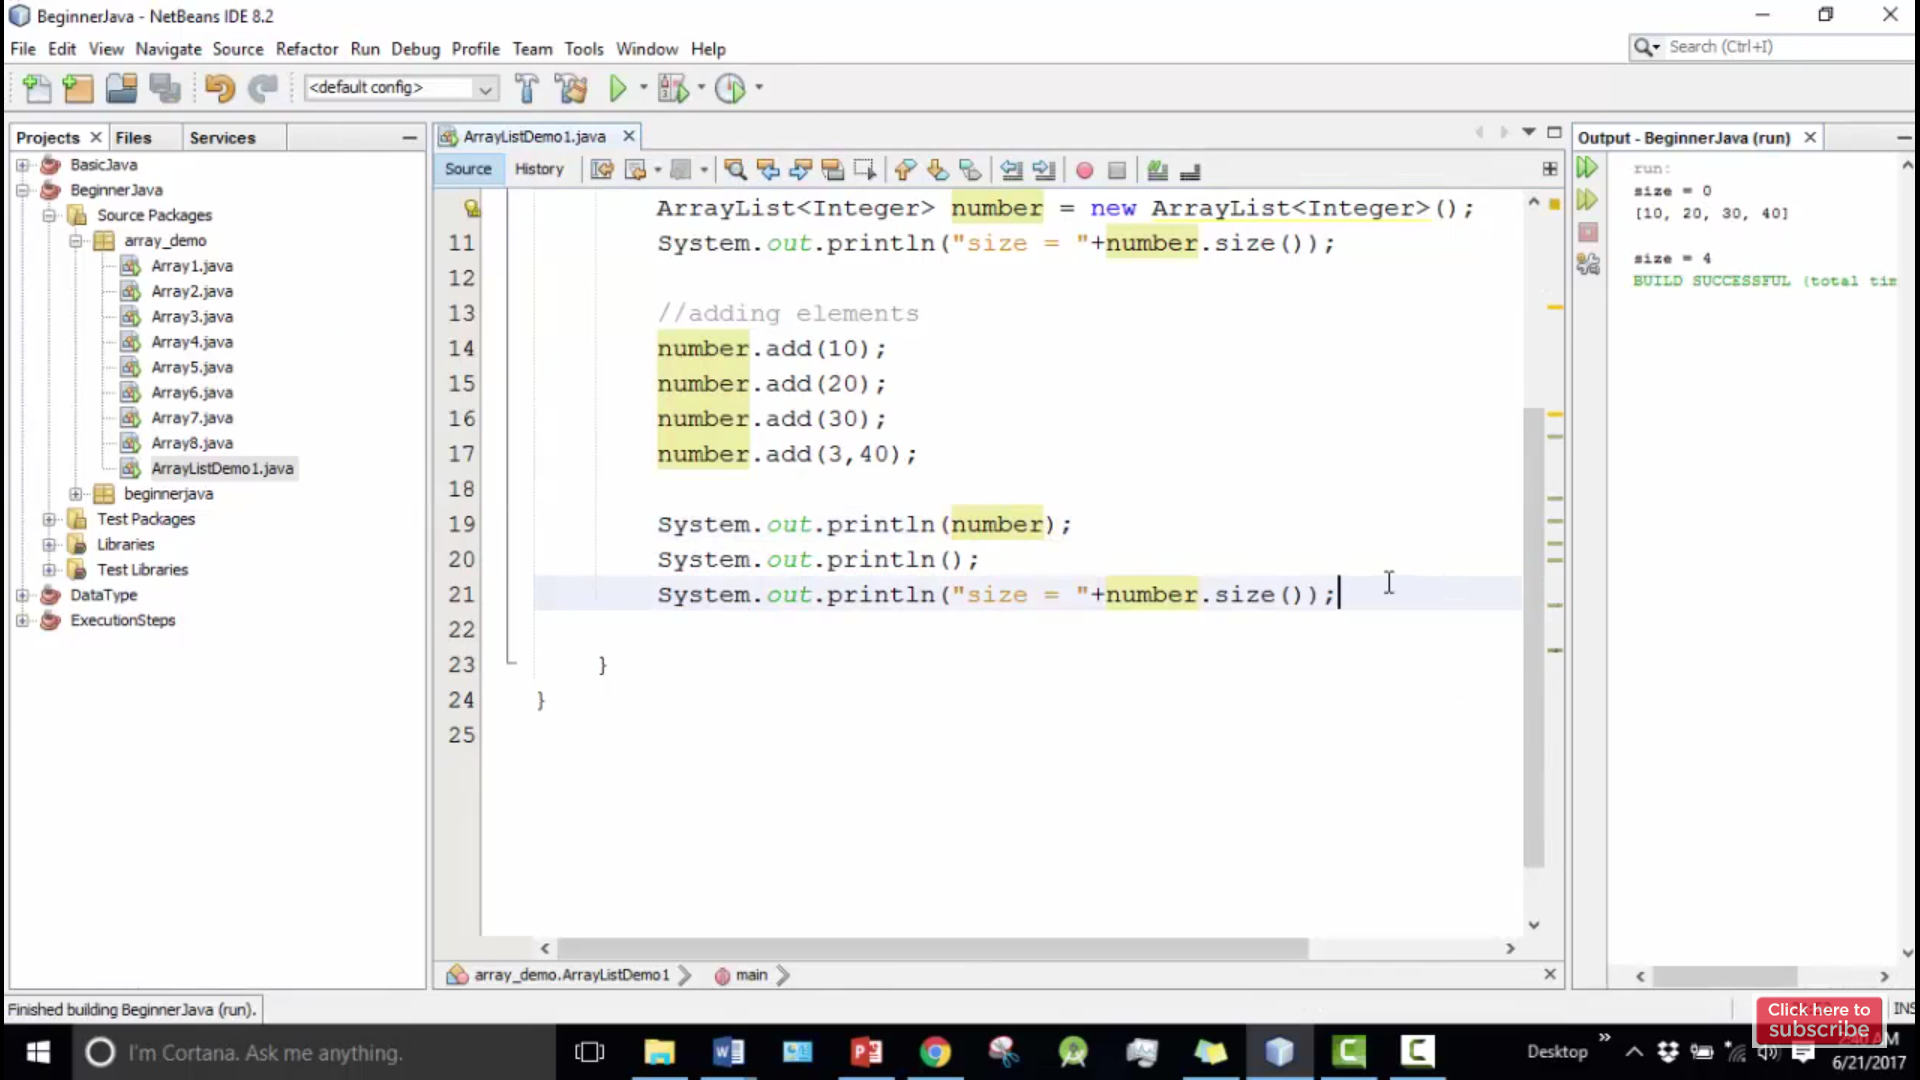 BeginnerJava - NetBeans IDE 8.2
File Edit View Navigate Source Refactor Run Debug Profile Team Tools Window Help
Search (Ctrl+I)
<default config>
Projects Files Services
BasicJava
BeginnerJava
Source Packages
array_demo
Array1.java
Array2.java
Array3.java
Array4.java
Array5.java
Array6.java
Array7.java
Array8.java
ArrayListDemo1.java
beginnerjava
Test Packages
Libraries
Test Libraries
DataType
ExecutionSteps
ArrayListDemo1.java
Source History
ArrayList<Integer> number = new ArrayList<Integer>();
11 System.out.println("size = "+number.size());
12
13 //adding elements
14 number.add(10);
15 number.add(20);
16 number.add(30);
17 number.add(3,40);
18
19 System.out.println(number);
20 System.out.println();
21 System.out.println("size = "+number.size());
22
23 }
24 }
25
array_demo.ArrayListDemo1 main
Output - BeginnerJava (run)
run:
size = 0
[10, 20, 30, 40]
size = 4
BUILD SUCCESSFUL (total tim
Finished building BeginnerJava (run).
INS
Click here to
subscribe
I'm Cortana. Ask me anything.
Desktop
6/21/2017